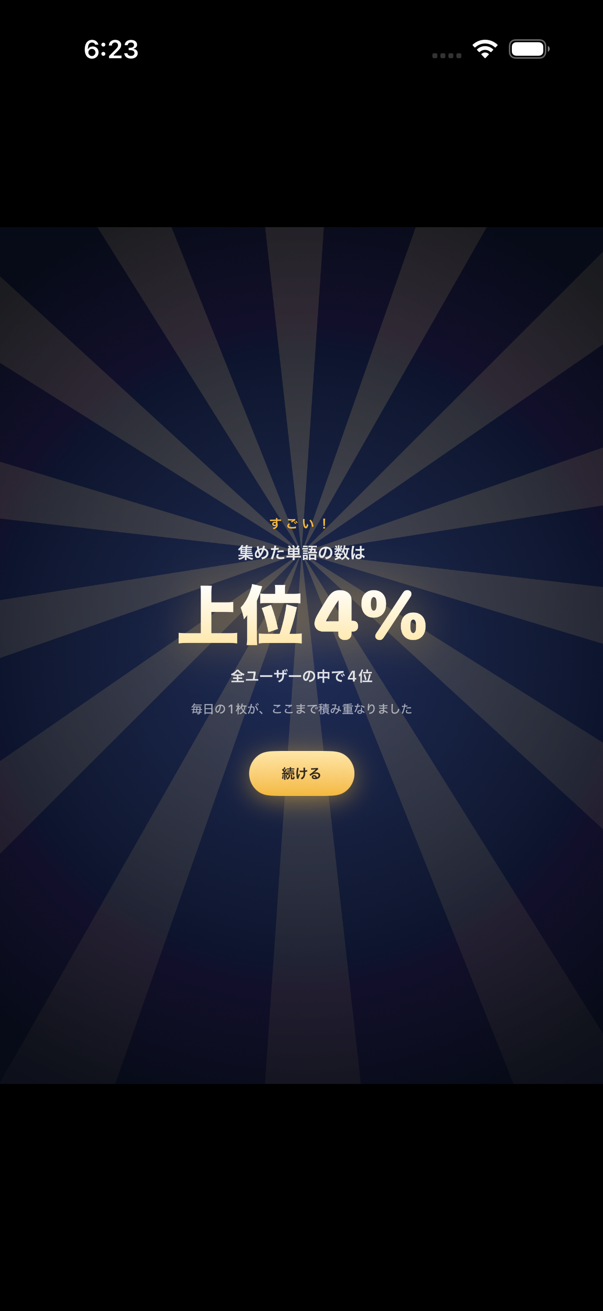 6:23
すごい！
集めた単語の数は
上位4%
全ユーザーの中で4位
毎日の1枚が、ここまで積み重なりました
続ける